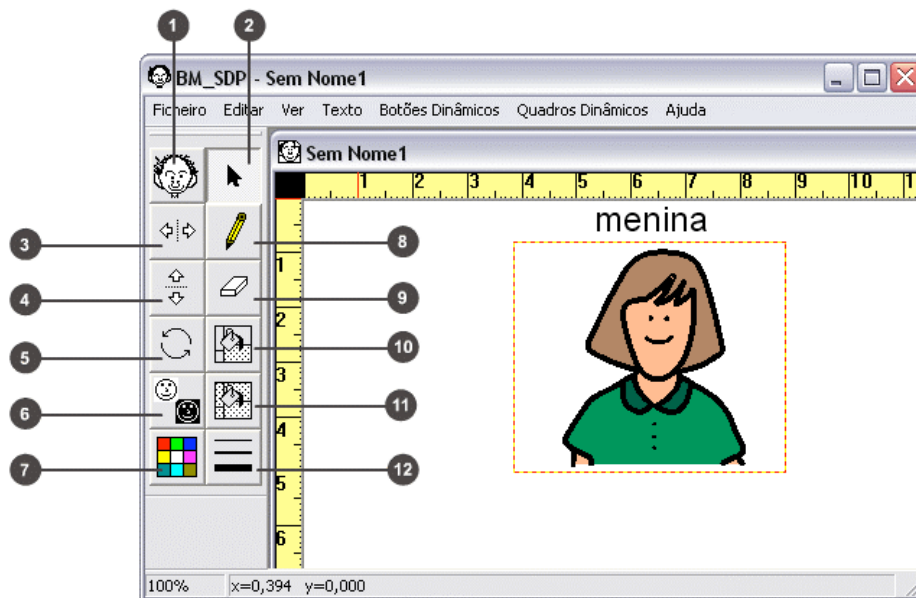 1 2
BM_SDP - Sem Nome1
Ficheiro Editar Ver Texto Botões Dinâmicos Quadros Dinâmicos Ajuda
Sem Nome1
1 2 3 4 5 6 7 8 9 10 1
menina
3 8
1
4 9
2
5 10
3
6 11
4
7 12
5
6
100% x=0,394 y=0,000